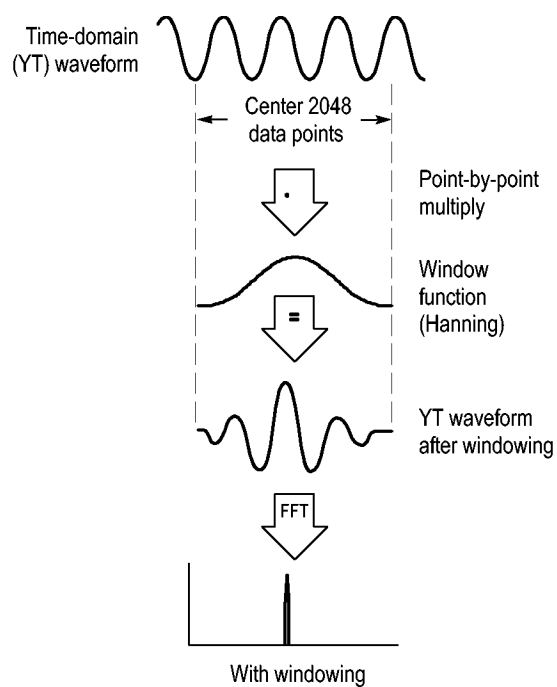 Time-domain
(YT) waveform
Center 2048
data points
Point-by-point
multiply
Window
function
(Hanning)
=
YT waveform
after windowing
FFT
With windowing